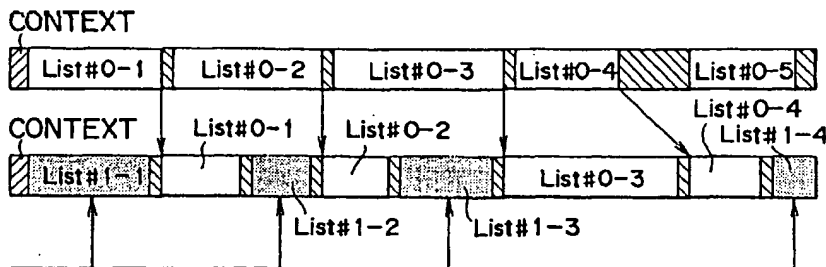 CONTEXT
List#0-1 List#0-2 List#0-3 List#0-4 List#0-5
CONTEXT
List#0-1 List#0-2 List#0-4
List#1-4
List#1-1 List#0-3
List#1-2 List#1-3